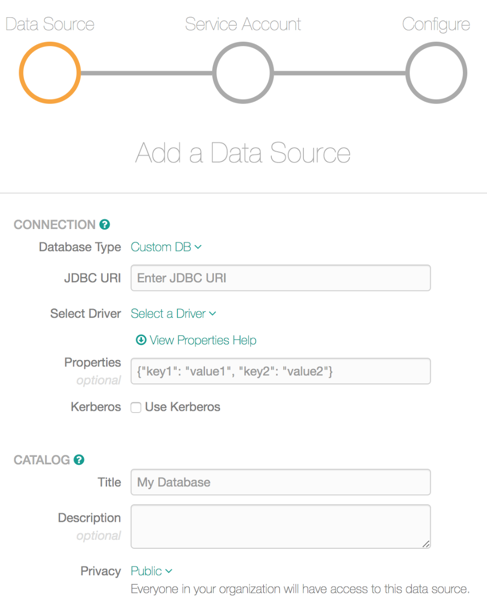 Data Source Service Account Configure
Add a Data Source
CONNECTION ?
Database Type Custom DB
JDBC URI Enter JDBC URI
Select Driver Select a Driver
View Properties Help
Properties {"key1": "value1", "key2": "value2"}
optional
Kerberos Use Kerberos
CATALOG ?
Title My Database
Description
optional
Privacy Public
Everyone in your organization will have access to this data source.